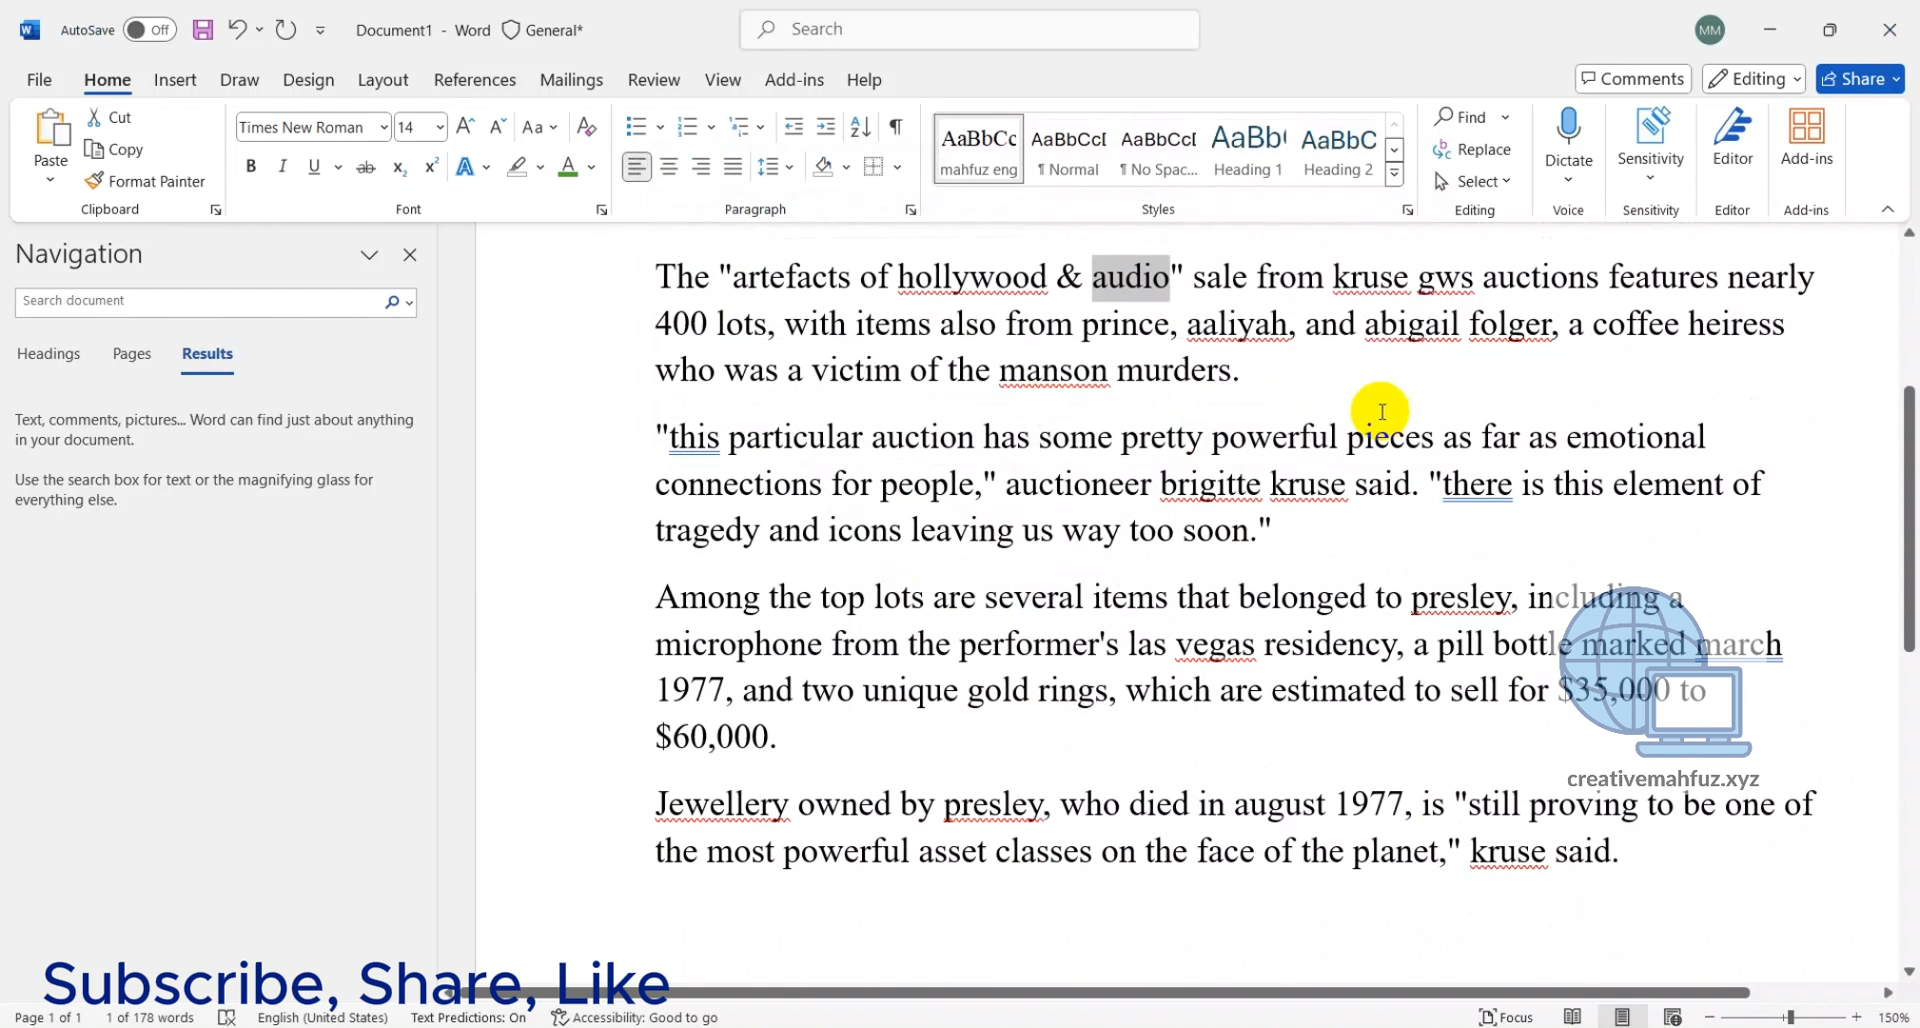 AutoSave Off Document1 - Word General* Search MM
File Home Insert Draw Design Layout References Mailings Review View Add-ins Help Comments Editing Share
Paste Cut Copy Format Painter Clipboard
Times New Roman 14 A A Aa A
B I U ab x₂ x² A A Font
Paragraph
AaBbCc mahfuz eng AaBbCcI ¶ Normal AaBbCcI ¶ No Spac... AaBb( Heading 1 AaBbC Heading 2 Styles
Find Replace Select Editing
Dictate Voice
Sensitivity Sensitivity
Editor Editor
Add-ins Add-ins
Navigation
Search document
Headings Pages Results
Text, comments, pictures... Word can find just about anything
in your document.
Use the search box for text or the magnifying glass for
everything else.
The "artefacts of hollywood & audio" sale from kruse gws auctions features nearly
400 lots, with items also from prince, aaliyah, and abigail folger, a coffee heiress
who was a victim of the manson murders.
"this particular auction has some pretty powerful pieces as far as emotional
connections for people," auctioneer brigitte kruse said. "there is this element of
tragedy and icons leaving us way too soon."
Among the top lots are several items that belonged to presley, including a
microphone from the performer's las vegas residency, a pill bottle marked march
1977, and two unique gold rings, which are estimated to sell for $35,000 to
$60,000.
creativemahfuz.xyz
Jewellery owned by presley, who died in august 1977, is "still proving to be one of
the most powerful asset classes on the face of the planet," kruse said.
Subscribe, Share, Like
Page 1 of 1 1 of 178 words English (United States) Text Predictions: On Accessibility: Good to go Focus 150%